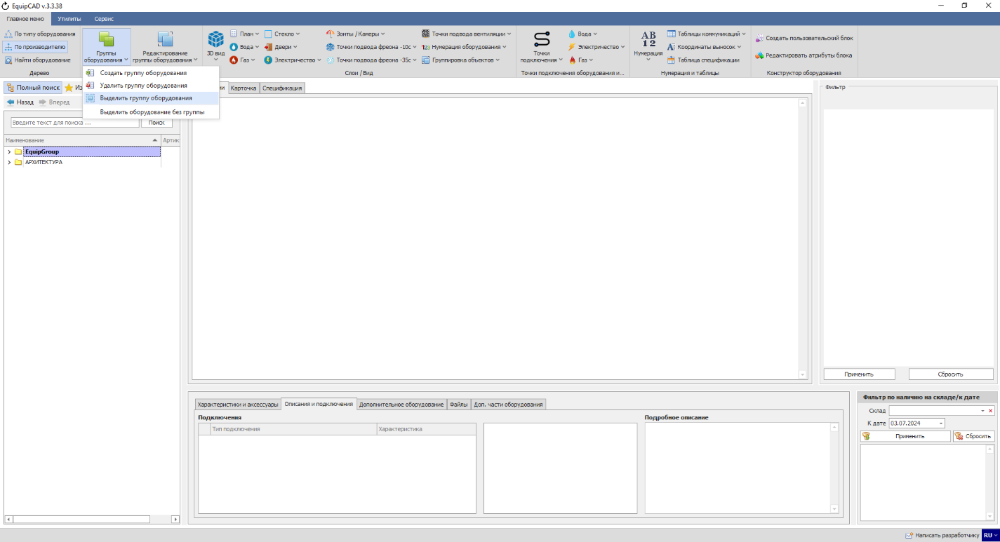 EquipCAD v.3.3.38
Главное меню Утилиты Сервис
По типу оборудования
По производителю
Найти оборудование
Дерево
Группы оборудования
Редактирование группы оборудования
3D вид
План Стекло Зонты / Камеры Точки подвода вентиляции
Вода Двери Точки подвода фреона -10с 123 Нумерация оборудования
Газ Электричество Точки подвода фреона -35с Группировка объектов
Слои / Вид
Точки подключения
Вода
Электричество
Газ
Точки подключения оборудования и...
AB
12
Нумерация
Таблицы коммуникаций
Координаты выносок
Таблица спецификации
Нумерация и таблицы
Создать пользовательский блок
Редактировать атрибуты блока
Конструктор оборудования
Создать группу оборудования
Удалить группу оборудования
Выделить группу оборудования
Выделить оборудование без группы
Полный поиск Из
Назад Вперед
Введите текст для поиска ... Поиск
Наименование Артик
EquipGroup
АРХИТЕКТУРА
ии Карточка Спецификация
Фильтр
Применить Сбросить
Характеристики и аксессуары Описания и подключения Дополнительное оборудование Файлы Доп. части оборудования
Подключения
Тип подключения Характеристика
Подробное описание
Фильтр по наличию на складе/к дате
Склад
К дате 03.07.2024
Применить Сбросить
Написать разработчику RU